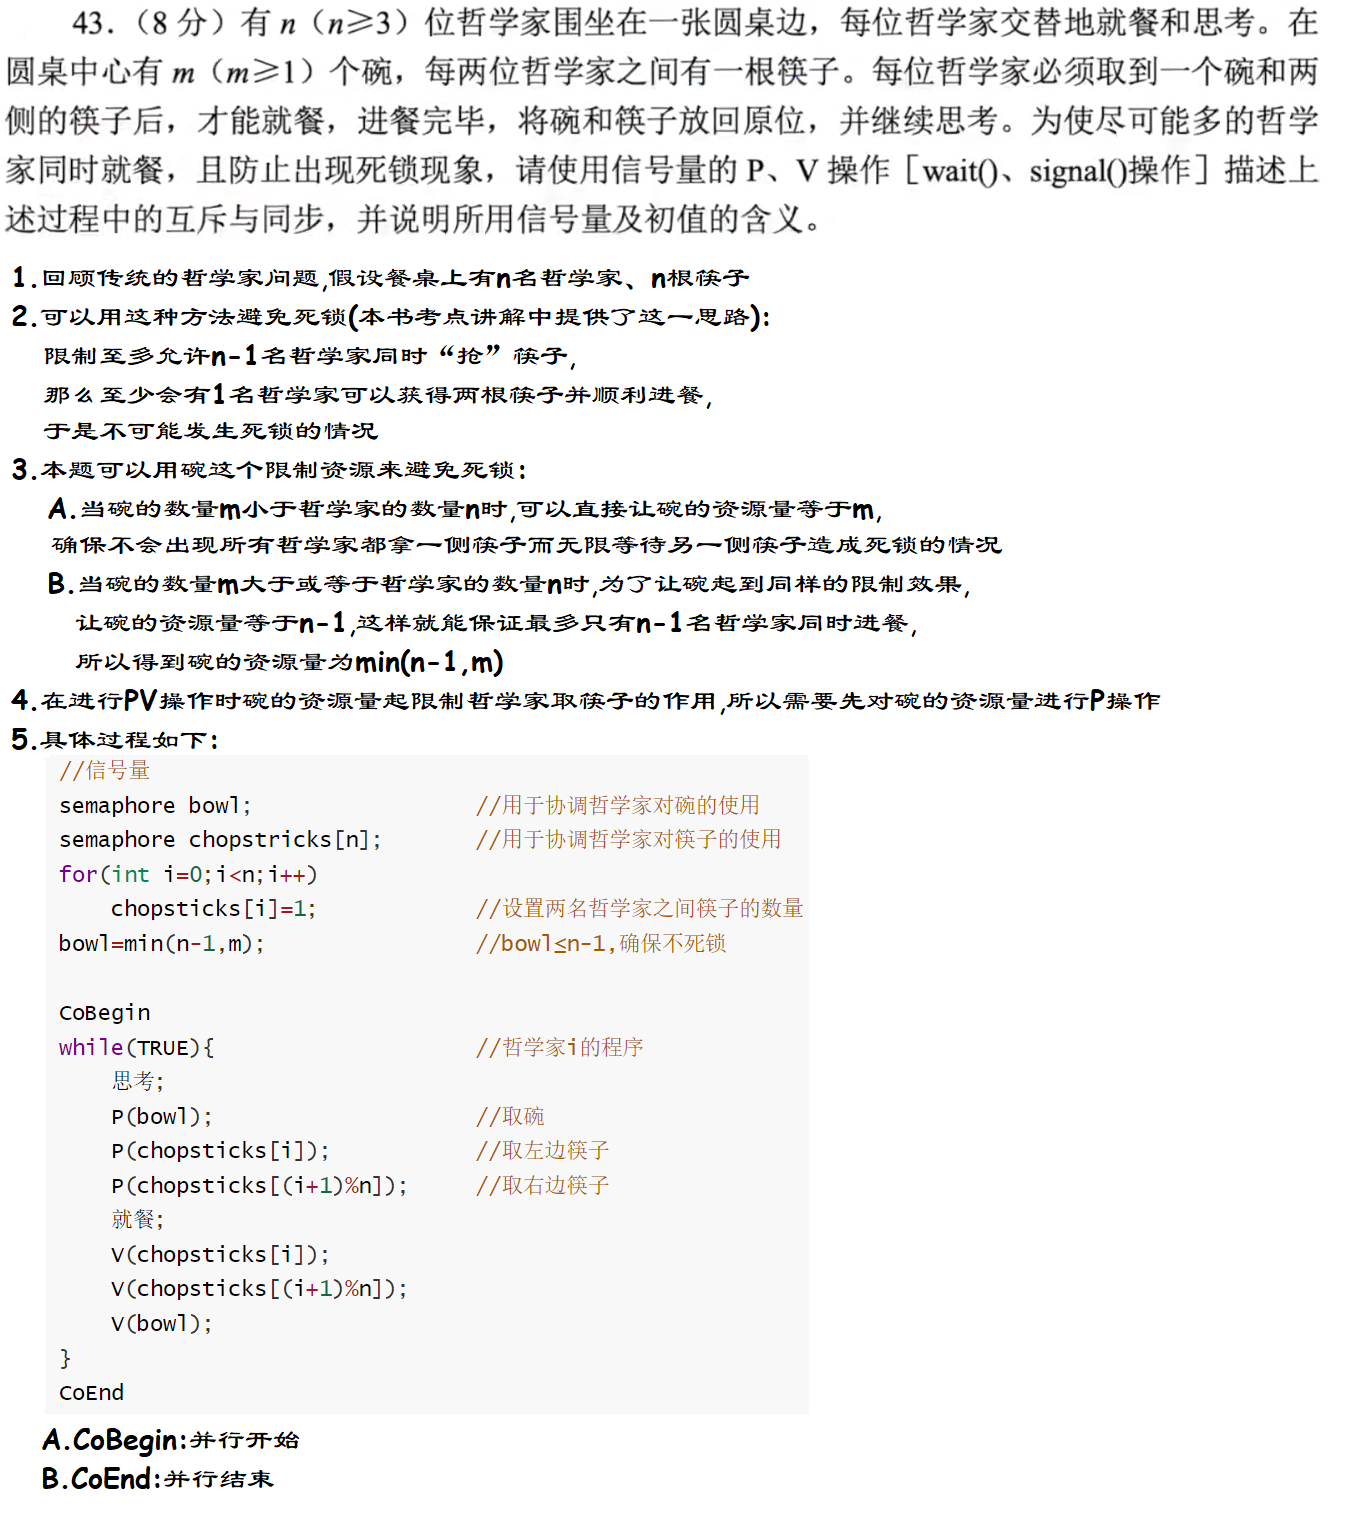 43.（8 分）有 n（n≥3）位哲学家围坐在一张圆桌边，每位哲学家交替地就餐和思考。在
圆桌中心有 m（m≥1）个碗，每两位哲学家之间有一根筷子。每位哲学家必须取到一个碗和两
侧的筷子后，才能就餐，进餐完毕，将碗和筷子放回原位，并继续思考。为使尽可能多的哲学
家同时就餐，且防止出现死锁现象，请使用信号量的 P、V 操作［wait()、signal()操作］描述上
述过程中的互斥与同步，并说明所用信号量及初值的含义。
1.回顾传统的哲学家问题,假设餐桌上有n名哲学家、n根筷子
2.可以用这种方法避免死锁(本书考点讲解中提供了这一思路):
限制至多允许n-1名哲学家同时“抢”筷子,
那么至少会有1名哲学家可以获得两根筷子并顺利进餐,
于是不可能发生死锁的情况
3.本题可以用碗这个限制资源来避免死锁:
A.当碗的数量m小于哲学家的数量n时,可以直接让碗的资源量等于m,
确保不会出现所有哲学家都拿一侧筷子而无限等待另一侧筷子造成死锁的情况
B.当碗的数量m大于或等于哲学家的数量n时,为了让碗起到同样的限制效果,
让碗的资源量等于n-1,这样就能保证最多只有n-1名哲学家同时进餐,
所以得到碗的资源量为min(n-1,m)
4.在进行PV操作时碗的资源量起限制哲学家取筷子的作用,所以需要先对碗的资源量进行P操作
5.具体过程如下:
//信号量
semaphore bowl; //用于协调哲学家对碗的使用
semaphore chopstricks[n]; //用于协调哲学家对筷子的使用
for(int i=0;i<n;i++)
chopsticks[i]=1; //设置两名哲学家之间筷子的数量
bowl=min(n-1,m); //bowl≤n-1,确保不死锁
CoBegin
while(TRUE){ //哲学家i的程序
思考;
P(bowl); //取碗
P(chopsticks[i]); //取左边筷子
P(chopsticks[(i+1)%n]); //取右边筷子
就餐;
V(chopsticks[i]);
V(chopsticks[(i+1)%n]);
V(bowl);
}
CoEnd
A.CoBegin:并行开始
B.CoEnd:并行结束